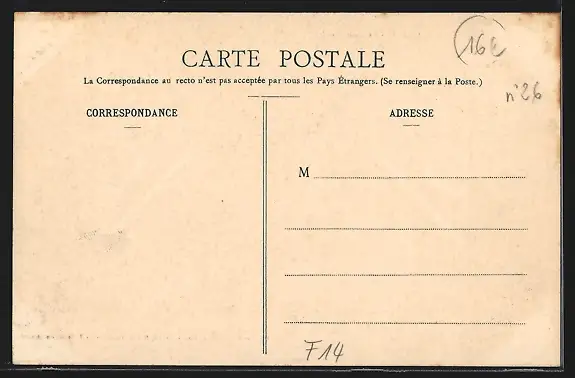 CARTE POSTALE
La Correspondance au recto n'est pas acceptée par tous les Pays Étrangers. (Se renseigner à la Poste.)
n°26
CORRESPONDANCE
ADRESSE
M
F14